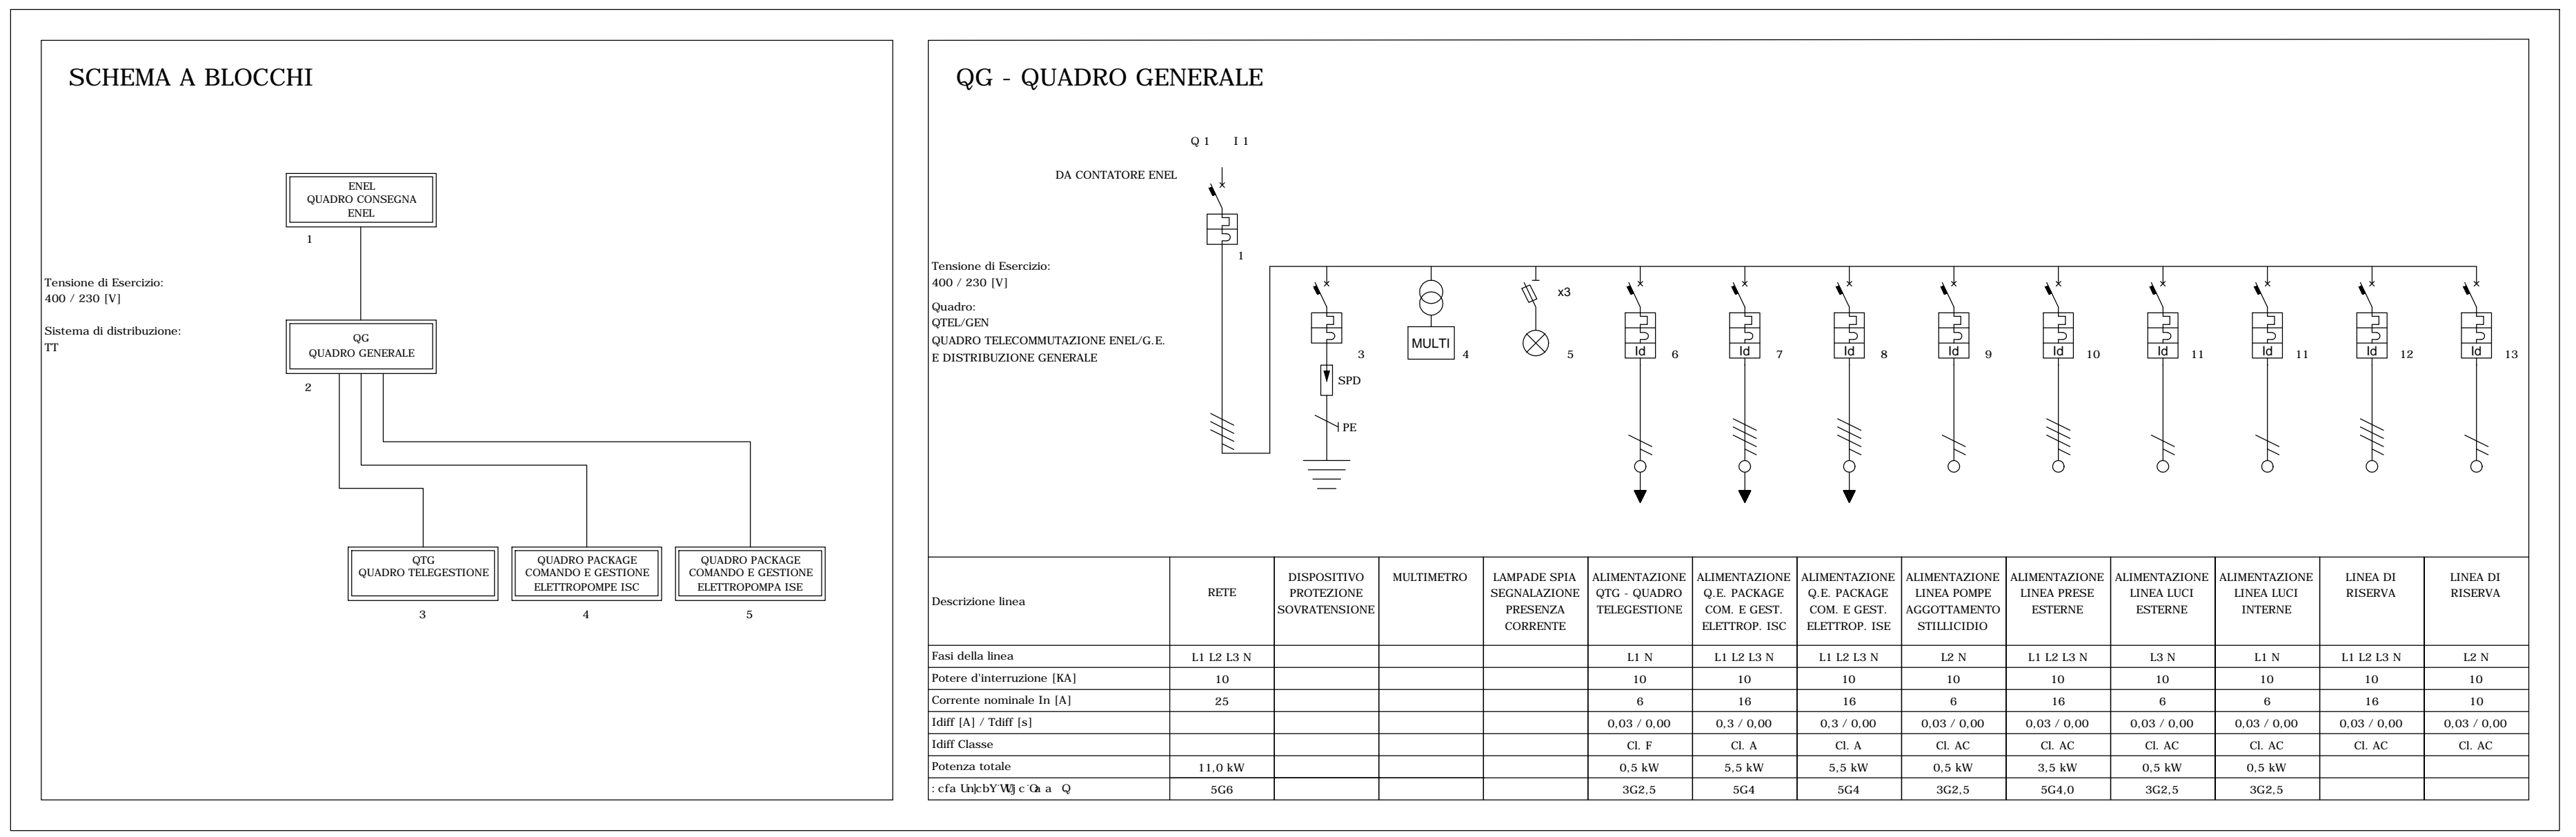 SCHEMA A BLOCCHI
ENEL
QUADRO CONSEGNA
ENEL
1
Tensione di Esercizio:
400 / 230 [V]
Sistema di distribuzione:
TT
QG
QUADRO GENERALE
2
QTG
QUADRO TELEGESTIONE
3
QUADRO PACKAGE
COMANDO E GESTIONE
ELETTROPOMPE ISC
4
QUADRO PACKAGE
COMANDO E GESTIONE
ELETTROPOMPA ISE
5
QG - QUADRO GENERALE
Q 1 I 1
DA CONTATORE ENEL
1
Tensione di Esercizio:
400 / 230 [V]
Quadro:
QTEL/GEN
QUADRO TELECOMMUTAZIONE ENEL/G.E.
E DISTRIBUZIONE GENERALE
3
SPD
PE
MULTI
4
x3
5
Id
6
Id
7
Id
8
Id
9
Id
10
Id
11
Id
11
Id
12
Id
13
Descrizione linea
RETE
DISPOSITIVO
PROTEZIONE
SOVRATENSIONE
MULTIMETRO
LAMPADE SPIA
SEGNALAZIONE
PRESENZA
CORRENTE
ALIMENTAZIONE
QTG - QUADRO
TELEGESTIONE
ALIMENTAZIONE
Q.E. PACKAGE
COM. E GEST.
ELETTROP. ISC
ALIMENTAZIONE
Q.E. PACKAGE
COM. E GEST.
ELETTROP. ISE
ALIMENTAZIONE
LINEA POMPE
AGGOTTAMENTO
STILLICIDIO
ALIMENTAZIONE
LINEA PRESE
ESTERNE
ALIMENTAZIONE
LINEA LUCI
ESTERNE
ALIMENTAZIONE
LINEA LUCI
INTERNE
LINEA DI
RISERVA
LINEA DI
RISERVA
Fasi della linea L1 L2 L3 N L1 N L1 L2 L3 N L1 L2 L3 N L2 N L1 L2 L3 N L3 N L1 N L1 L2 L3 N L2 N
Potere d'interruzione [KA] 10 10 10 10 10 10 10 10 10 10
Corrente nominale In [A] 25 6 16 16 6 16 6 6 16 10
Idiff [A] / Tdiff [s] 0,03 / 0,00 0,3 / 0,00 0,3 / 0,00 0,03 / 0,00 0,03 / 0,00 0,03 / 0,00 0,03 / 0,00 0,03 / 0,00 0,03 / 0,00
Idiff Classe Cl. F Cl. A Cl. A Cl. AC Cl. AC Cl. AC Cl. AC Cl. AC Cl. AC
Potenza totale 11,0 kW 0,5 kW 5,5 kW 5,5 kW 0,5 kW 3,5 kW 0,5 kW 0,5 kW
5G6 3G2,5 5G4 5G4 3G2,5 5G4,0 3G2,5 3G2,5